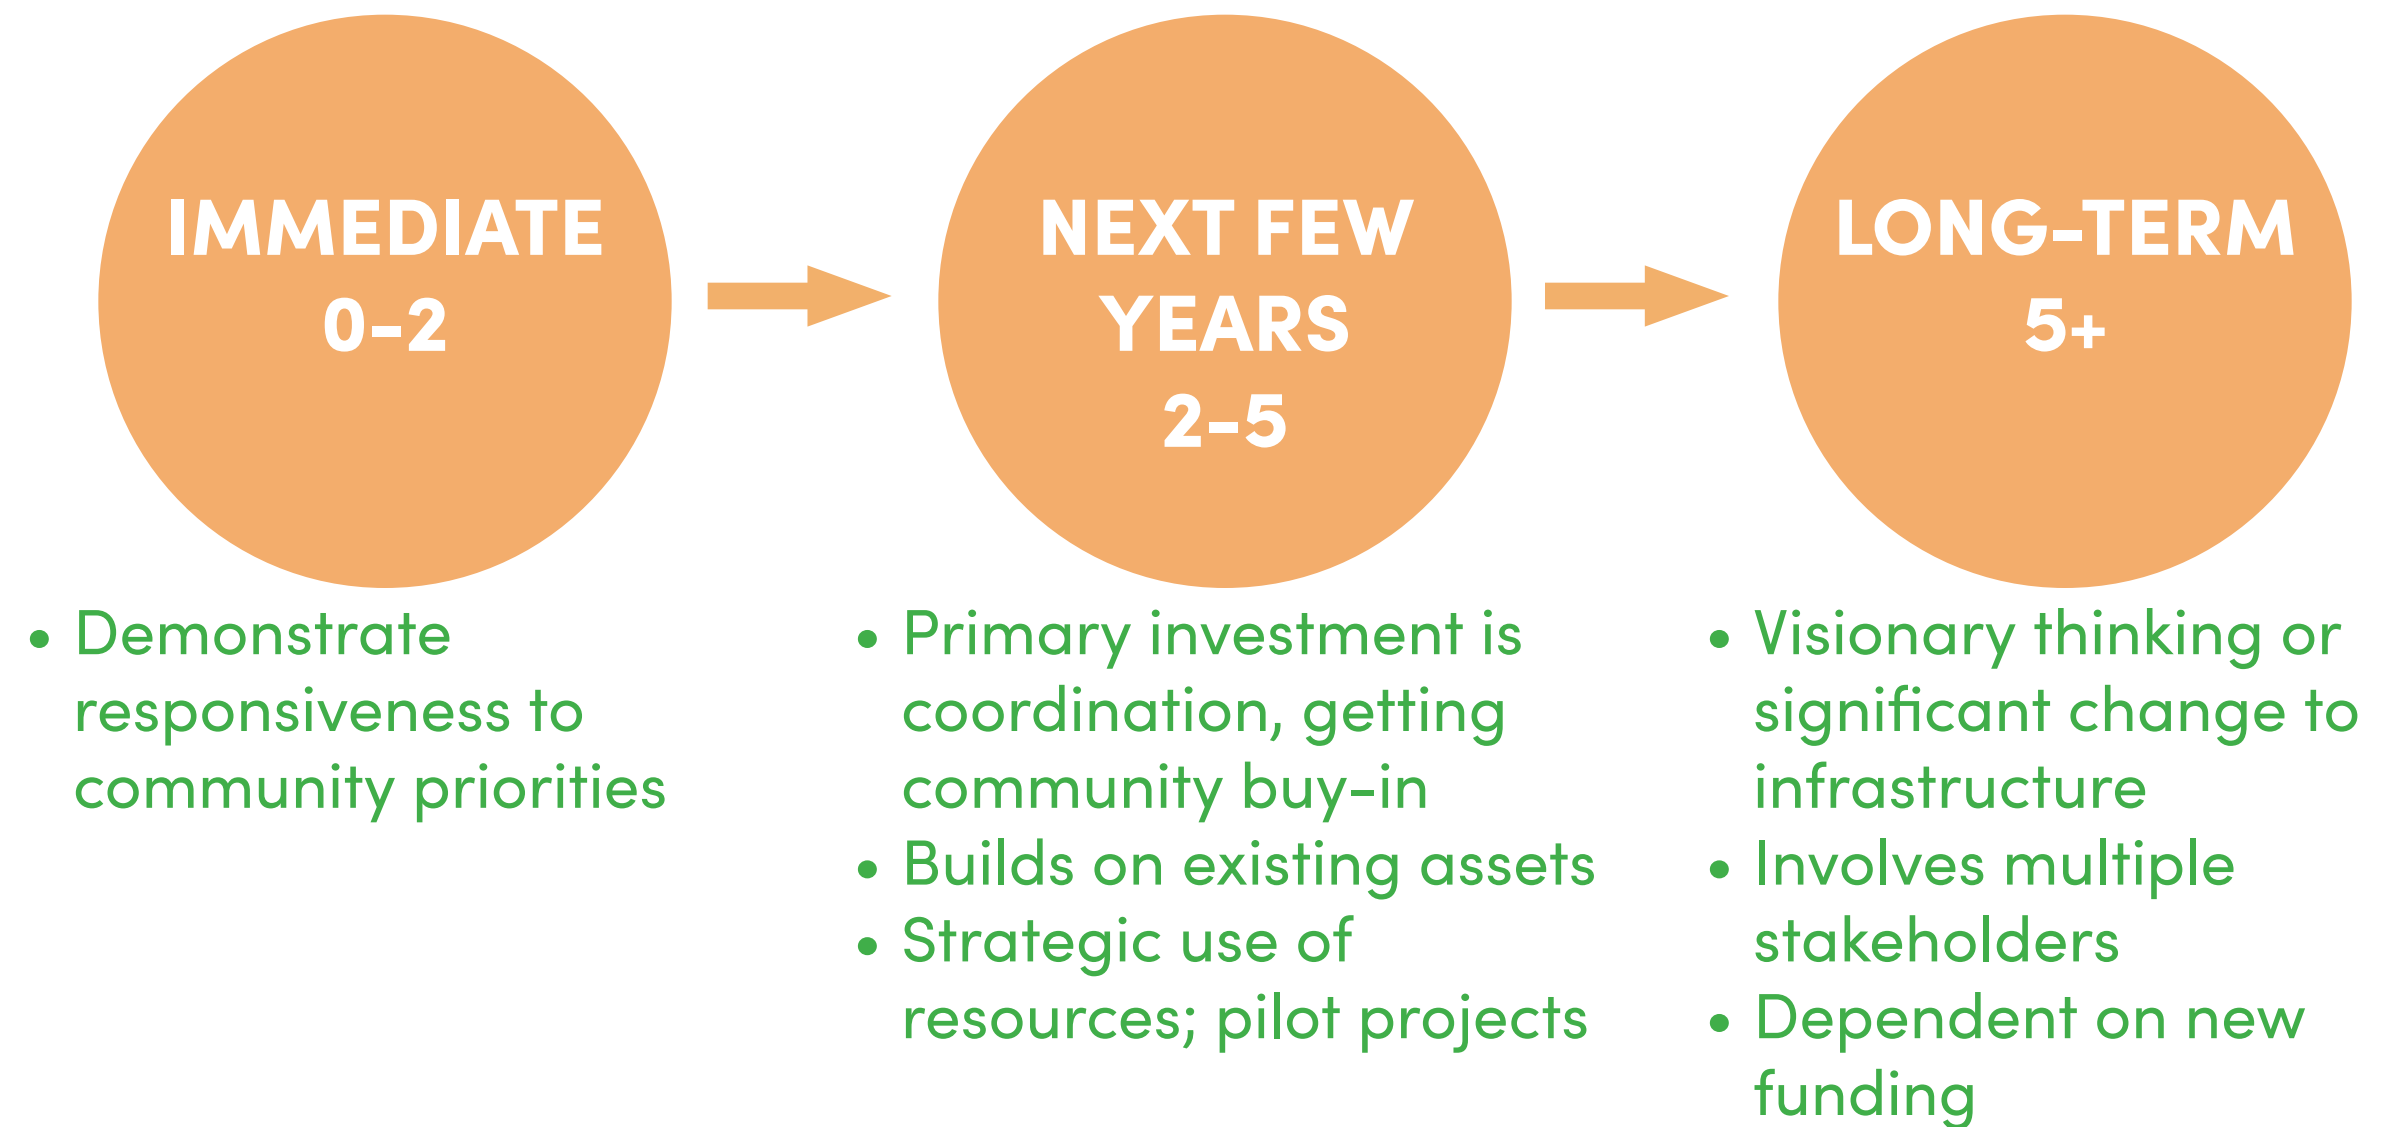 IMMEDIATE
0-2
NEXT FEW
YEARS
2-5
LONG-TERM
5+
• Demonstrate
responsiveness to
community priorities
• Primary investment is
coordination, getting
community buy-in
• Builds on existing assets
• Strategic use of
resources; pilot projects
• Visionary thinking or
significant change to
infrastructure
• Involves multiple
stakeholders
• Dependent on new
funding